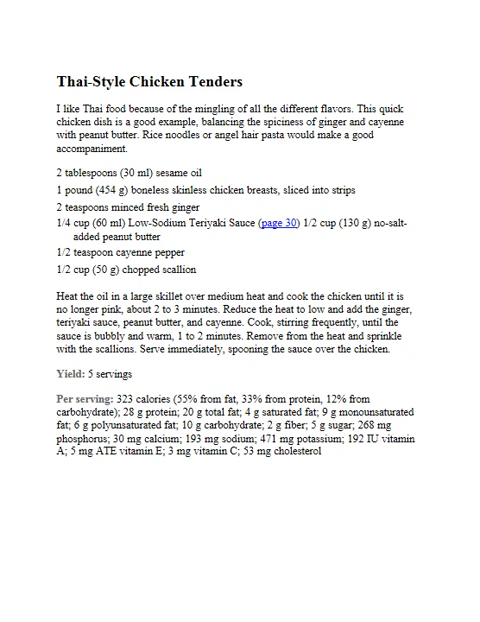 Thai-Style Chicken Tenders
I like Thai food because of the mingling of all the different flavors. This quick
chicken dish is a good example, balancing the spiciness of ginger and cayenne
with peanut butter. Rice noodles or angel hair pasta would make a good
accompaniment.
2 tablespoons (30 ml) sesame oil
1 pound (454 g) boneless skinless chicken breasts, sliced into strips
2 teaspoons minced fresh ginger
1/4 cup (60 ml) Low-Sodium Teriyaki Sauce (page 30) 1/2 cup (130 g) no-salt-
added peanut butter
1/2 teaspoon cayenne pepper
1/2 cup (50 g) chopped scallion
Heat the oil in a large skillet over medium heat and cook the chicken until it is
no longer pink, about 2 to 3 minutes. Reduce the heat to low and add the ginger,
teriyaki sauce, peanut butter, and cayenne. Cook, stirring frequently, until the
sauce is bubbly and warm, 1 to 2 minutes. Remove from the heat and sprinkle
with the scallions. Serve immediately, spooning the sauce over the chicken.
Yield: 5 servings
Per serving: 323 calories (55% from fat, 33% from protein, 12% from
carbohydrate); 28 g protein; 20 g total fat; 4 g saturated fat; 9 g monounsaturated
fat; 6 g polyunsaturated fat; 10 g carbohydrate; 2 g fiber; 5 g sugar; 268 mg
phosphorus; 30 mg calcium; 193 mg sodium; 471 mg potassium; 192 IU vitamin
A; 5 mg ATE vitamin E; 3 mg vitamin C; 53 mg cholesterol